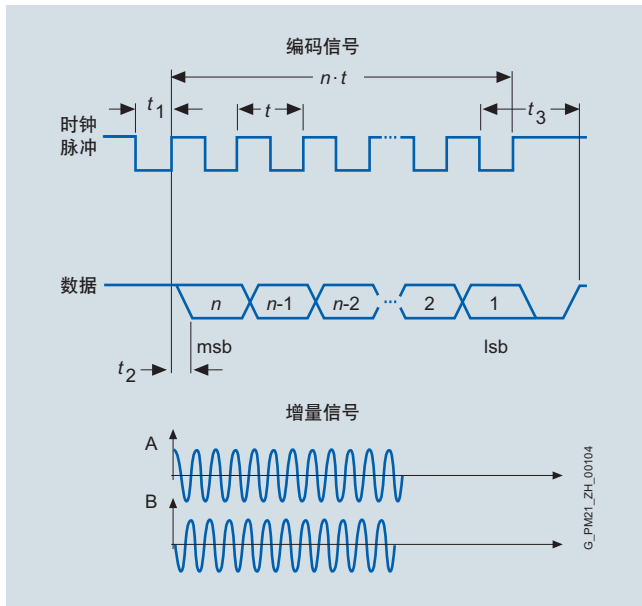 编码信号
n·t
t1
t
t3
时钟
脉冲
数据
n
n-1
n-2
2
1
msb
lsb
t2
增量信号
A
B
G_PM21_ZH_00104